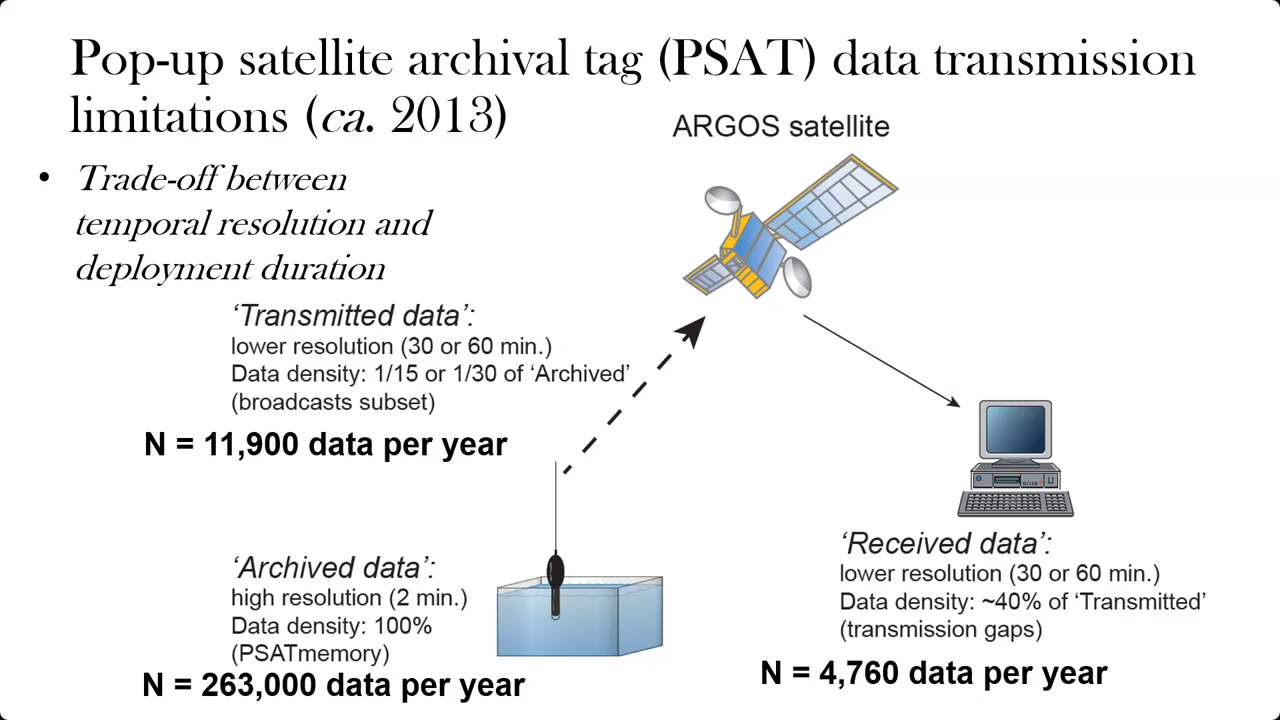 Pop-up satellite archival tag (PSAT) data transmission
limitations (ca. 2013)
ARGOS satellite
• Trade-off between
temporal resolution and
deployment duration
‘Transmitted data’:
lower resolution (30 or 60 min.)
Data density: 1/15 or 1/30 of ‘Archived’
(broadcasts subset)
N = 11,900 data per year
‘Archived data’:
high resolution (2 min.)
Data density: 100%
(PSATmemory)
N = 263,000 data per year
‘Received data’:
lower resolution (30 or 60 min.)
Data density: ~40% of ‘Transmitted’
(transmission gaps)
N = 4,760 data per year